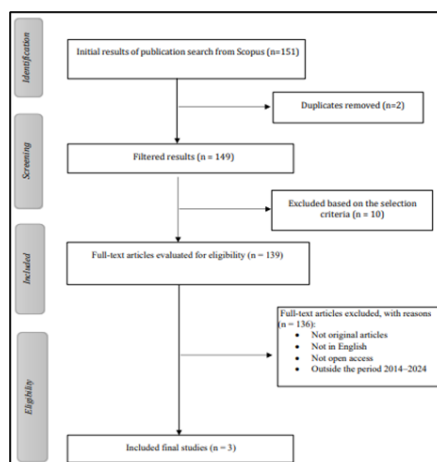 Identification
Initial results of publication search from Scopus (n=151)
Duplicates removed (n=2)
Screening
Filtered results (n = 149)
Excluded based on the selection
criteria (n = 10)
Included
Full-text articles evaluated for eligibility (n = 139)
Full-text articles excluded, with reasons
(n = 136):
• Not original articles
• Not in English
• Not open access
• Outside the period 2014–2024
Eligibility
Included final studies (n = 3)